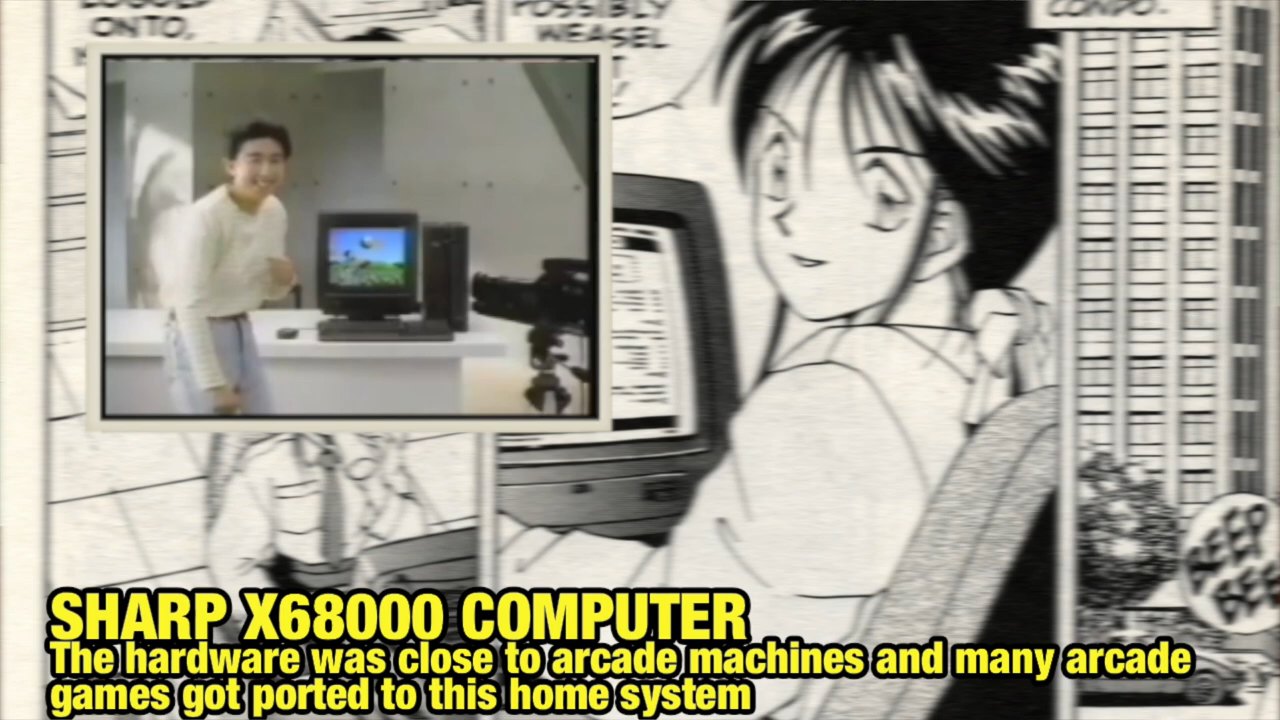 ONTO,
POSSIBLY
WEASEL
CONDO.
BEEP
SHARP X68000 COMPUTER
The hardware was close to arcade machines and many arcade
games got ported to this home system